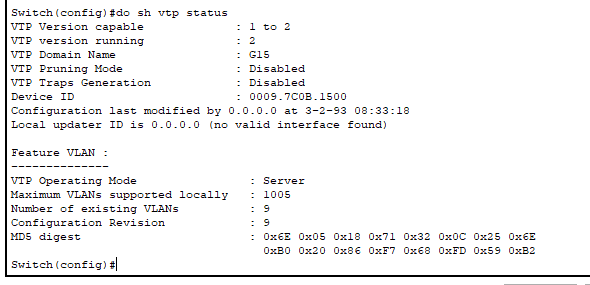 Switch(config)#do sh vtp status
VTP Version capable : 1 to 2
VTP version running : 2
VTP Domain Name : G15
VTP Pruning Mode : Disabled
VTP Traps Generation : Disabled
Device ID : 0009.7C0B.1500
Configuration last modified by 0.0.0.0 at 3-2-93 08:33:18
Local updater ID is 0.0.0.0 (no valid interface found)
Feature VLAN :
--------------
VTP Operating Mode : Server
Maximum VLANs supported locally : 1005
Number of existing VLANs : 9
Configuration Revision : 9
MD5 digest : 0x6E 0x05 0x18 0x71 0x32 0x0C 0x25 0x6E
0xB0 0x20 0x86 0xF7 0x68 0xFD 0x59 0xB2
Switch(config)#